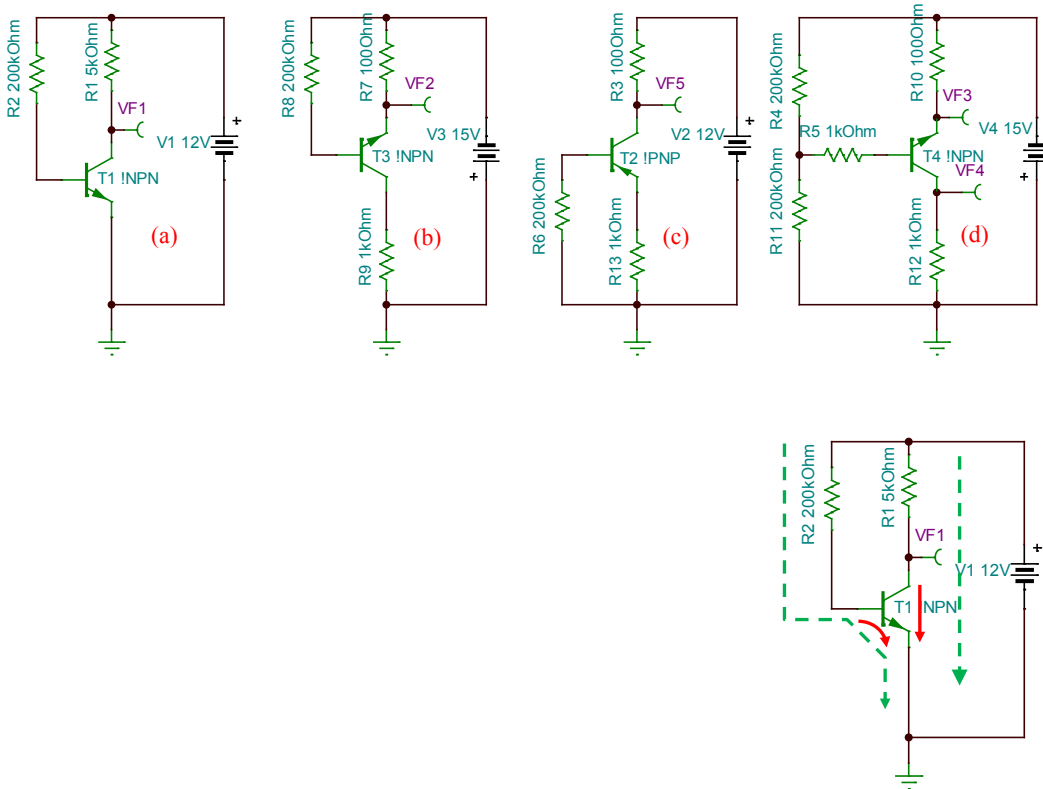 R2 200kOhm
R1 5kOhm
VF1
V1 12V
+
T1 !NPN
(a)
R8 200kOhm
R7 100Ohm
VF2
V3 15V
+
T3 !NPN
R9 1kOhm
(b)
R3 100Ohm
VF5
V2 12V
+
T2 !PNP
R6 200kOhm
R13 1kOhm
(c)
R4 200kOhm
R10 100Ohm
VF3
R5 1kOhm
V4 15V
+
T4 !NPN
VF4
R11 200kOhm
R12 1kOhm
(d)
R2 200kOhm
R1 5kOhm
VF1
V1 12V
+
T1 !NPN